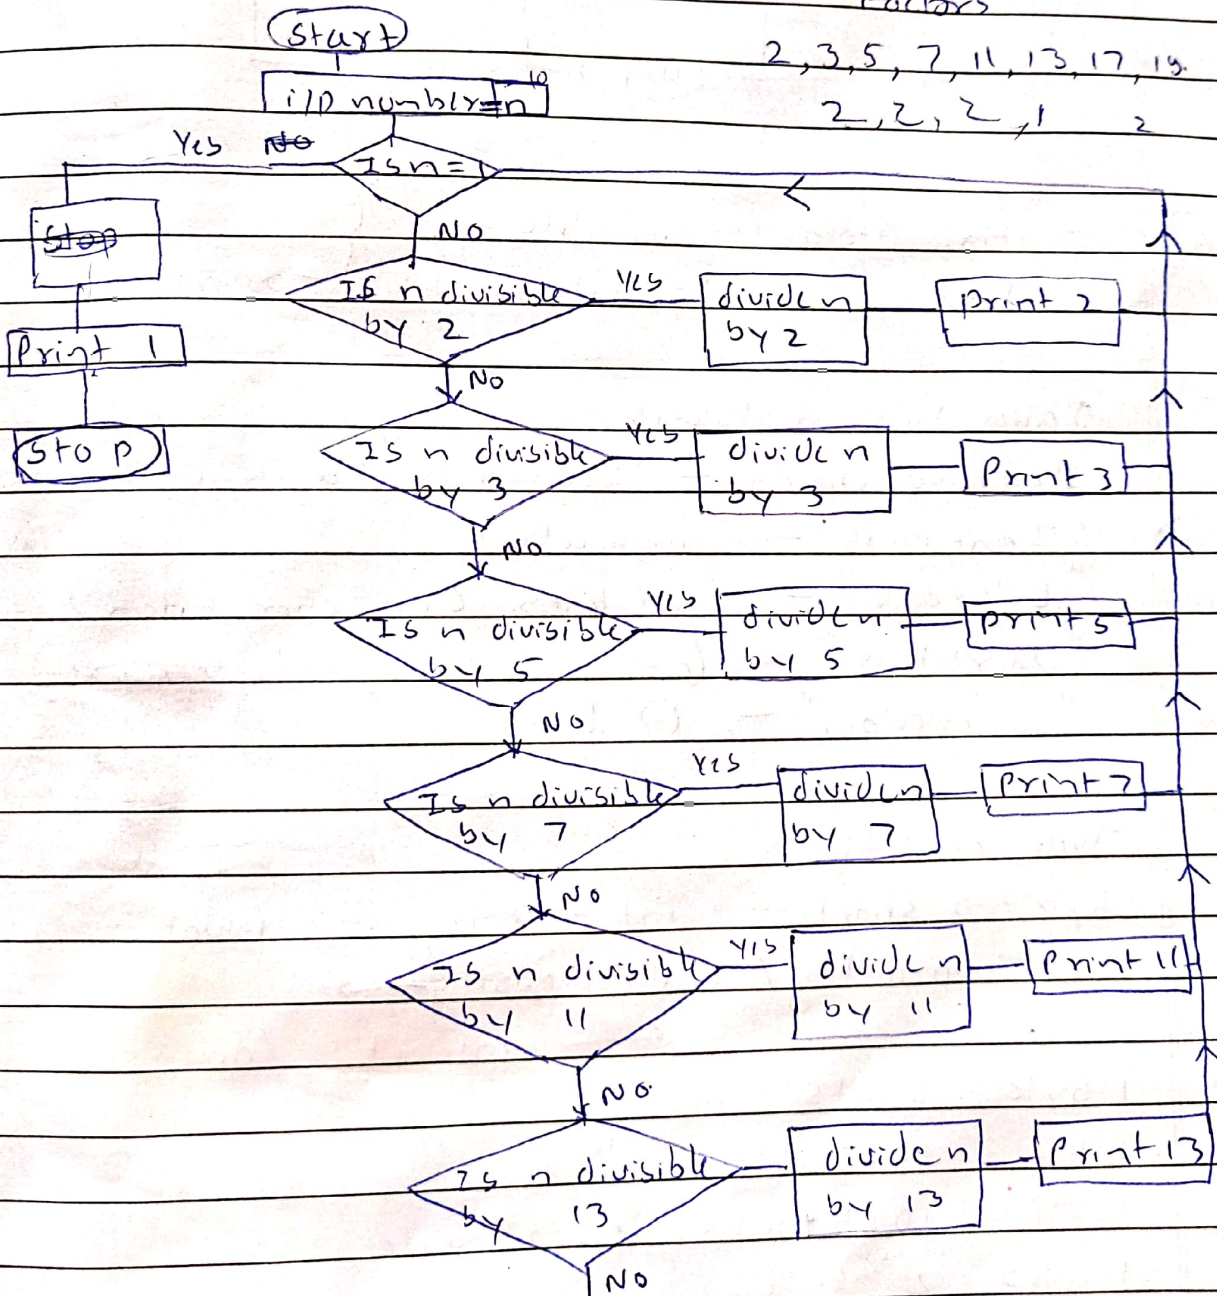 Factors
2, 3, 5, 7, 11, 13, 17, 19.
2, 2, 2, 1 2
Start
10
i/p number=n
Yes No
Is n = 1
Stop
Print 1
Stop
NO
Is n divisible
by 2
Yes
divide n
by 2
print 2
NO
Is n divisible
by 3
Yes
divide n
by 3
Print 3
NO
Is n divisible
by 5
Yes
divide n
by 5
print 5
NO
Is n divisible
by 7
Yes
divide n
by 7
print 7
NO
Is n divisible
by 11
Yes
divide n
by 11
Print 11
NO.
Is n divisible
by 13
divide n
by 13
Print 13
NO